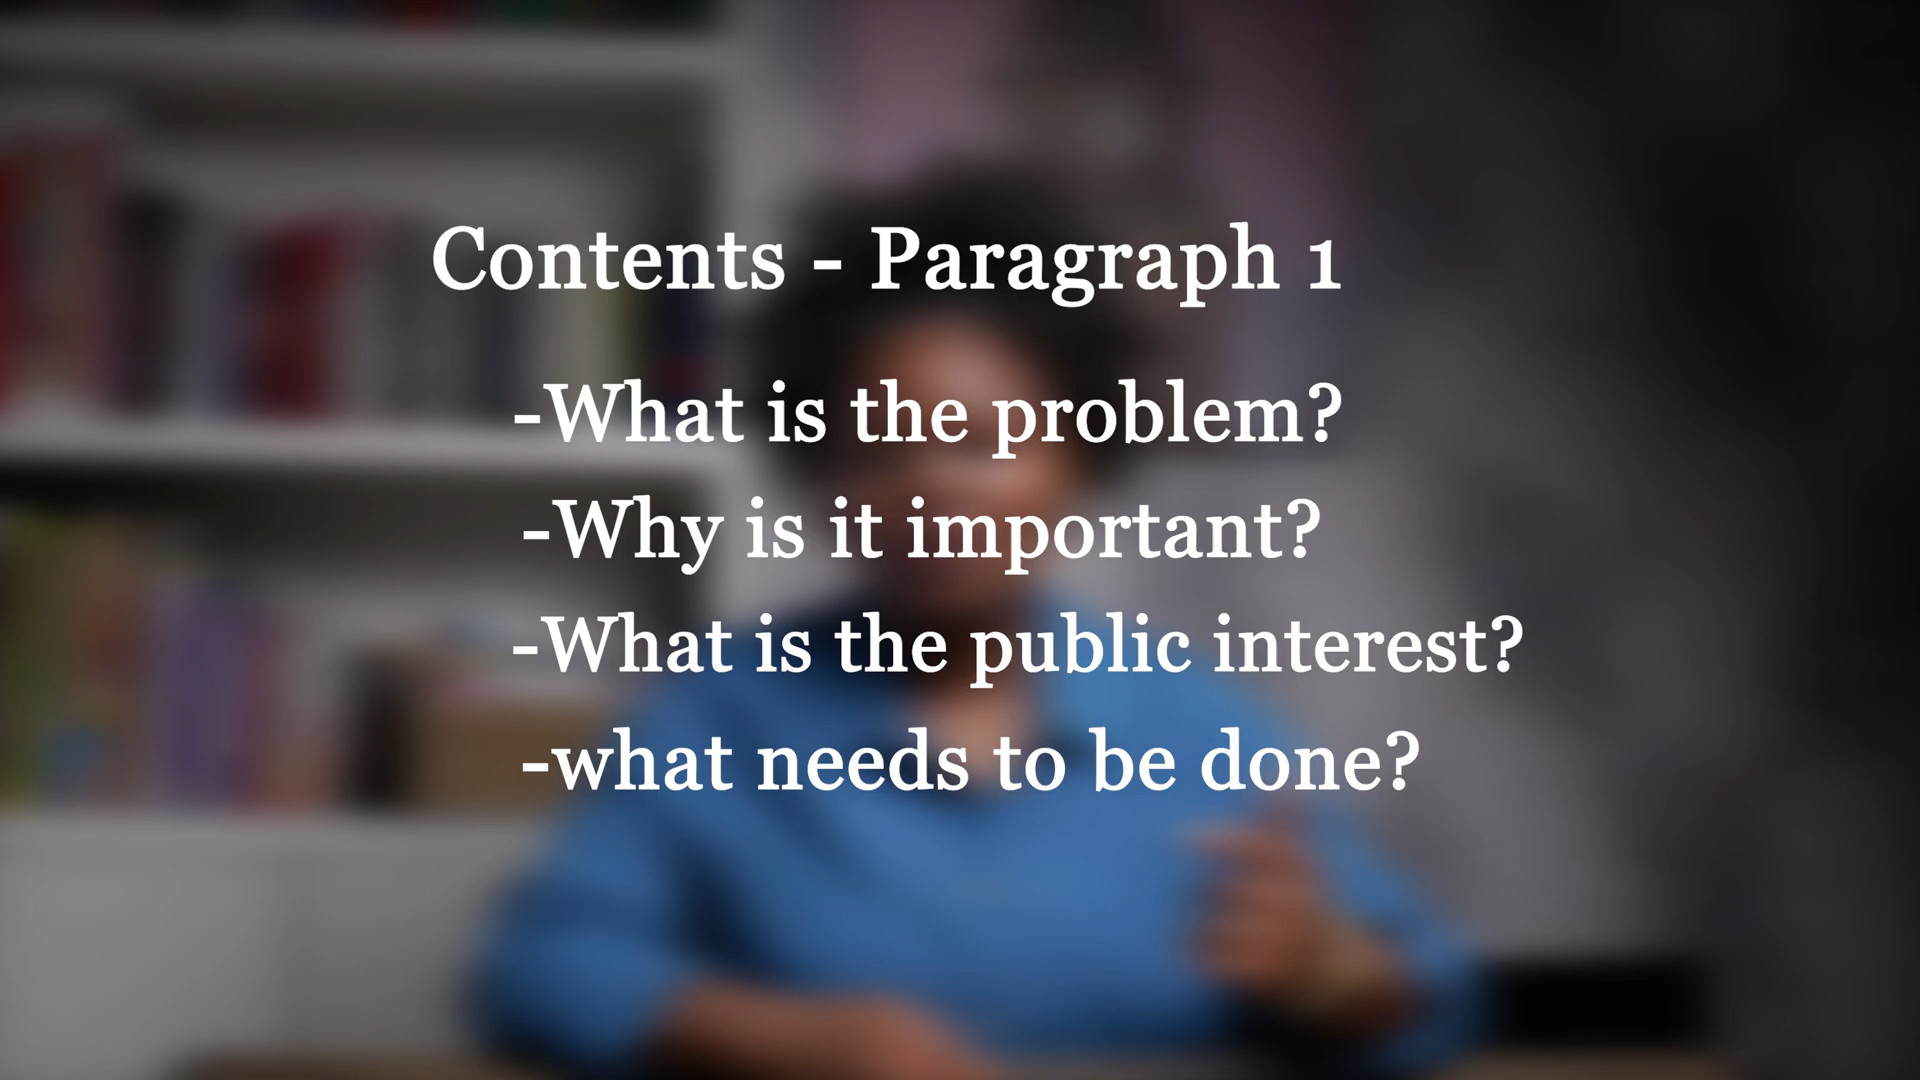 Contents - Paragraph 1
-What is the problem?
-Why is it important?
-What is the public interest?
-what needs to be done?